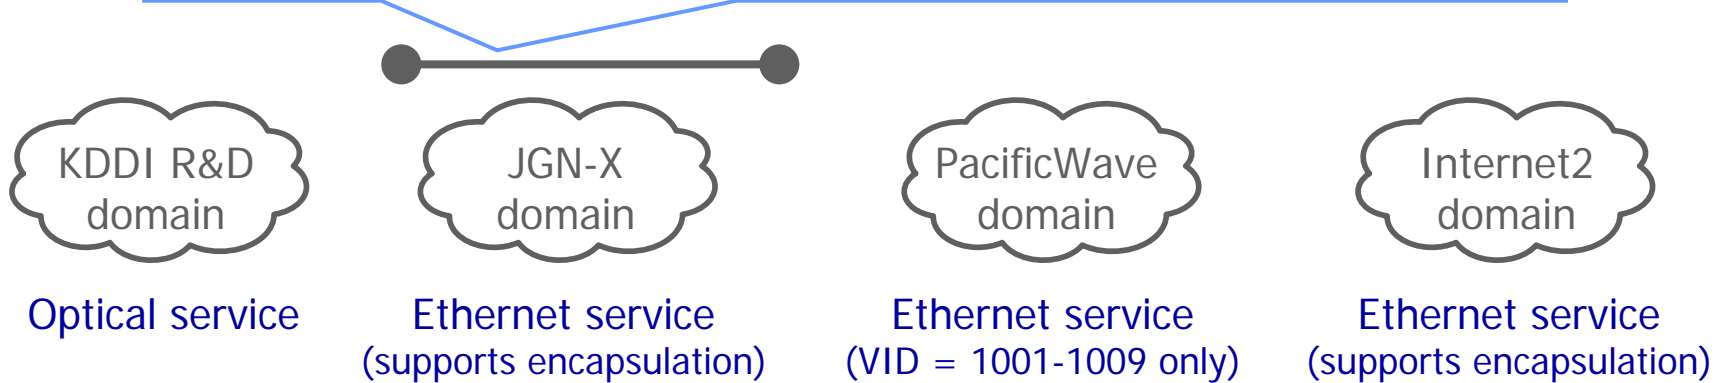 KDDI R&D
domain
JGN-X
domain
PacificWave
domain
Internet2
domain
Optical service
Ethernet service
(supports encapsulation)
Ethernet service
(VID = 1001-1009 only)
Ethernet service
(supports encapsulation)